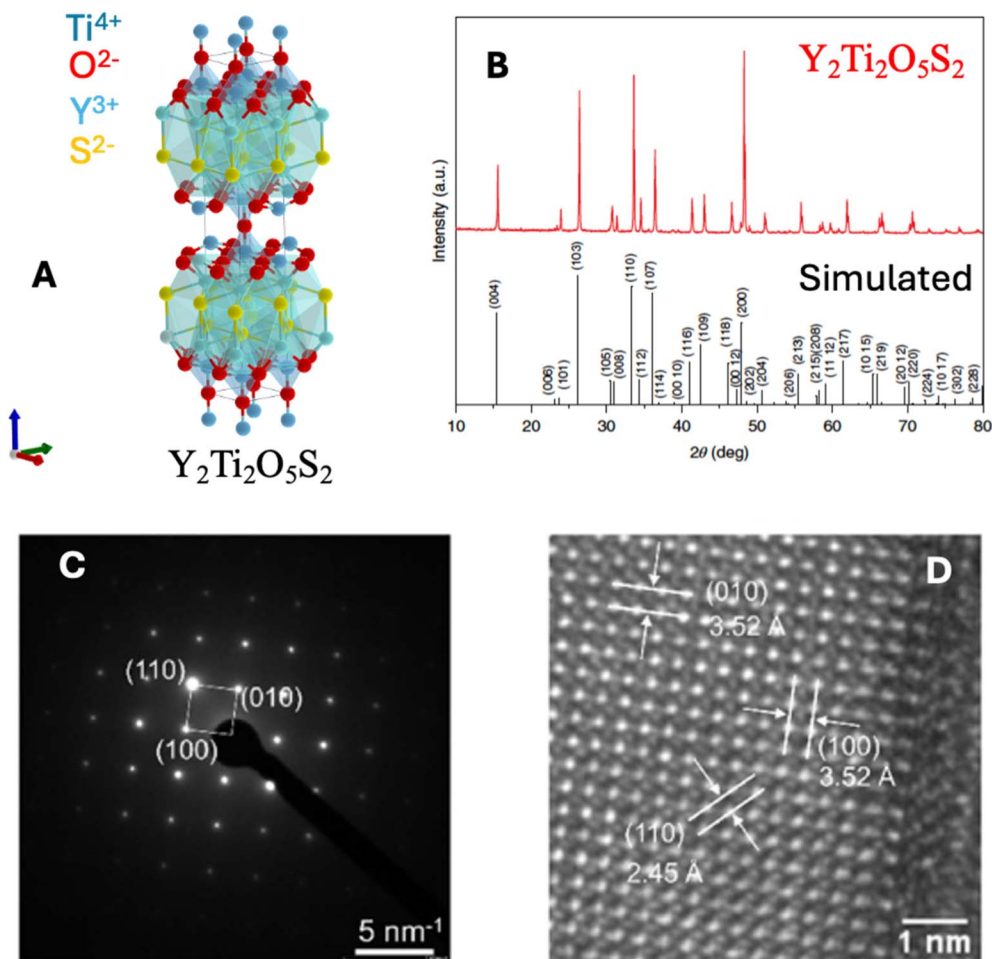 Ti4+
O2-
Y3+
S2-
A
Y2Ti2O5S2
B
Y2Ti2O5S2
Intensity (a.u.)
Simulated
(004)
(006)
(101)
(103)
(105)
(008)
(110)
(112)
(107)
(114)
(00 10)
(116)
(109)
(118)
(00 12)
(200)
(202)
(204)
(206)
(213)
(215)
(208)
(11 12)
(217)
(10 15)
(219)
(20 12)
(220)
(224)
(10 17)
(302)
(228)
10 20 30 40 50 60 70 80
2θ (deg)
C
(110)
(010)
(100)
5 nm-1
D
(010)
3.52 Å
(100)
3.52 Å
(110)
2.45 Å
1 nm